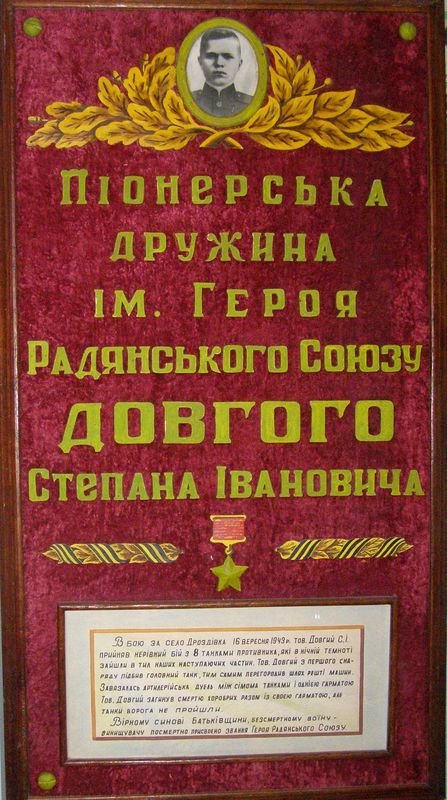 Піонерська
дружина
ім. Героя
Радянського Союзу
Довгого
Степана Івановича
В бою за село Дроздівка 16 вересня 1943 р. тов. Довгий С.І.
прийняв нерівний бій з 8 танками противника, які в нічній темноті
зайшли в тил наших наступаючих частин. Тов. Довгий з першого сна-
ряду підбив головний танк, тим самим перегородив шлях решті машин.
Завязалась артилерійська дуель між сімома танками і однією гарматою
Тов. Довгий загинув смертю хоробрих разом із своєю гарматою, але
танки ворога не пройшли.
Вірному синові Батьківщини, безсмертному воїну-
винищувачу посмертно присвоєно звання Героя Радянського Союзу